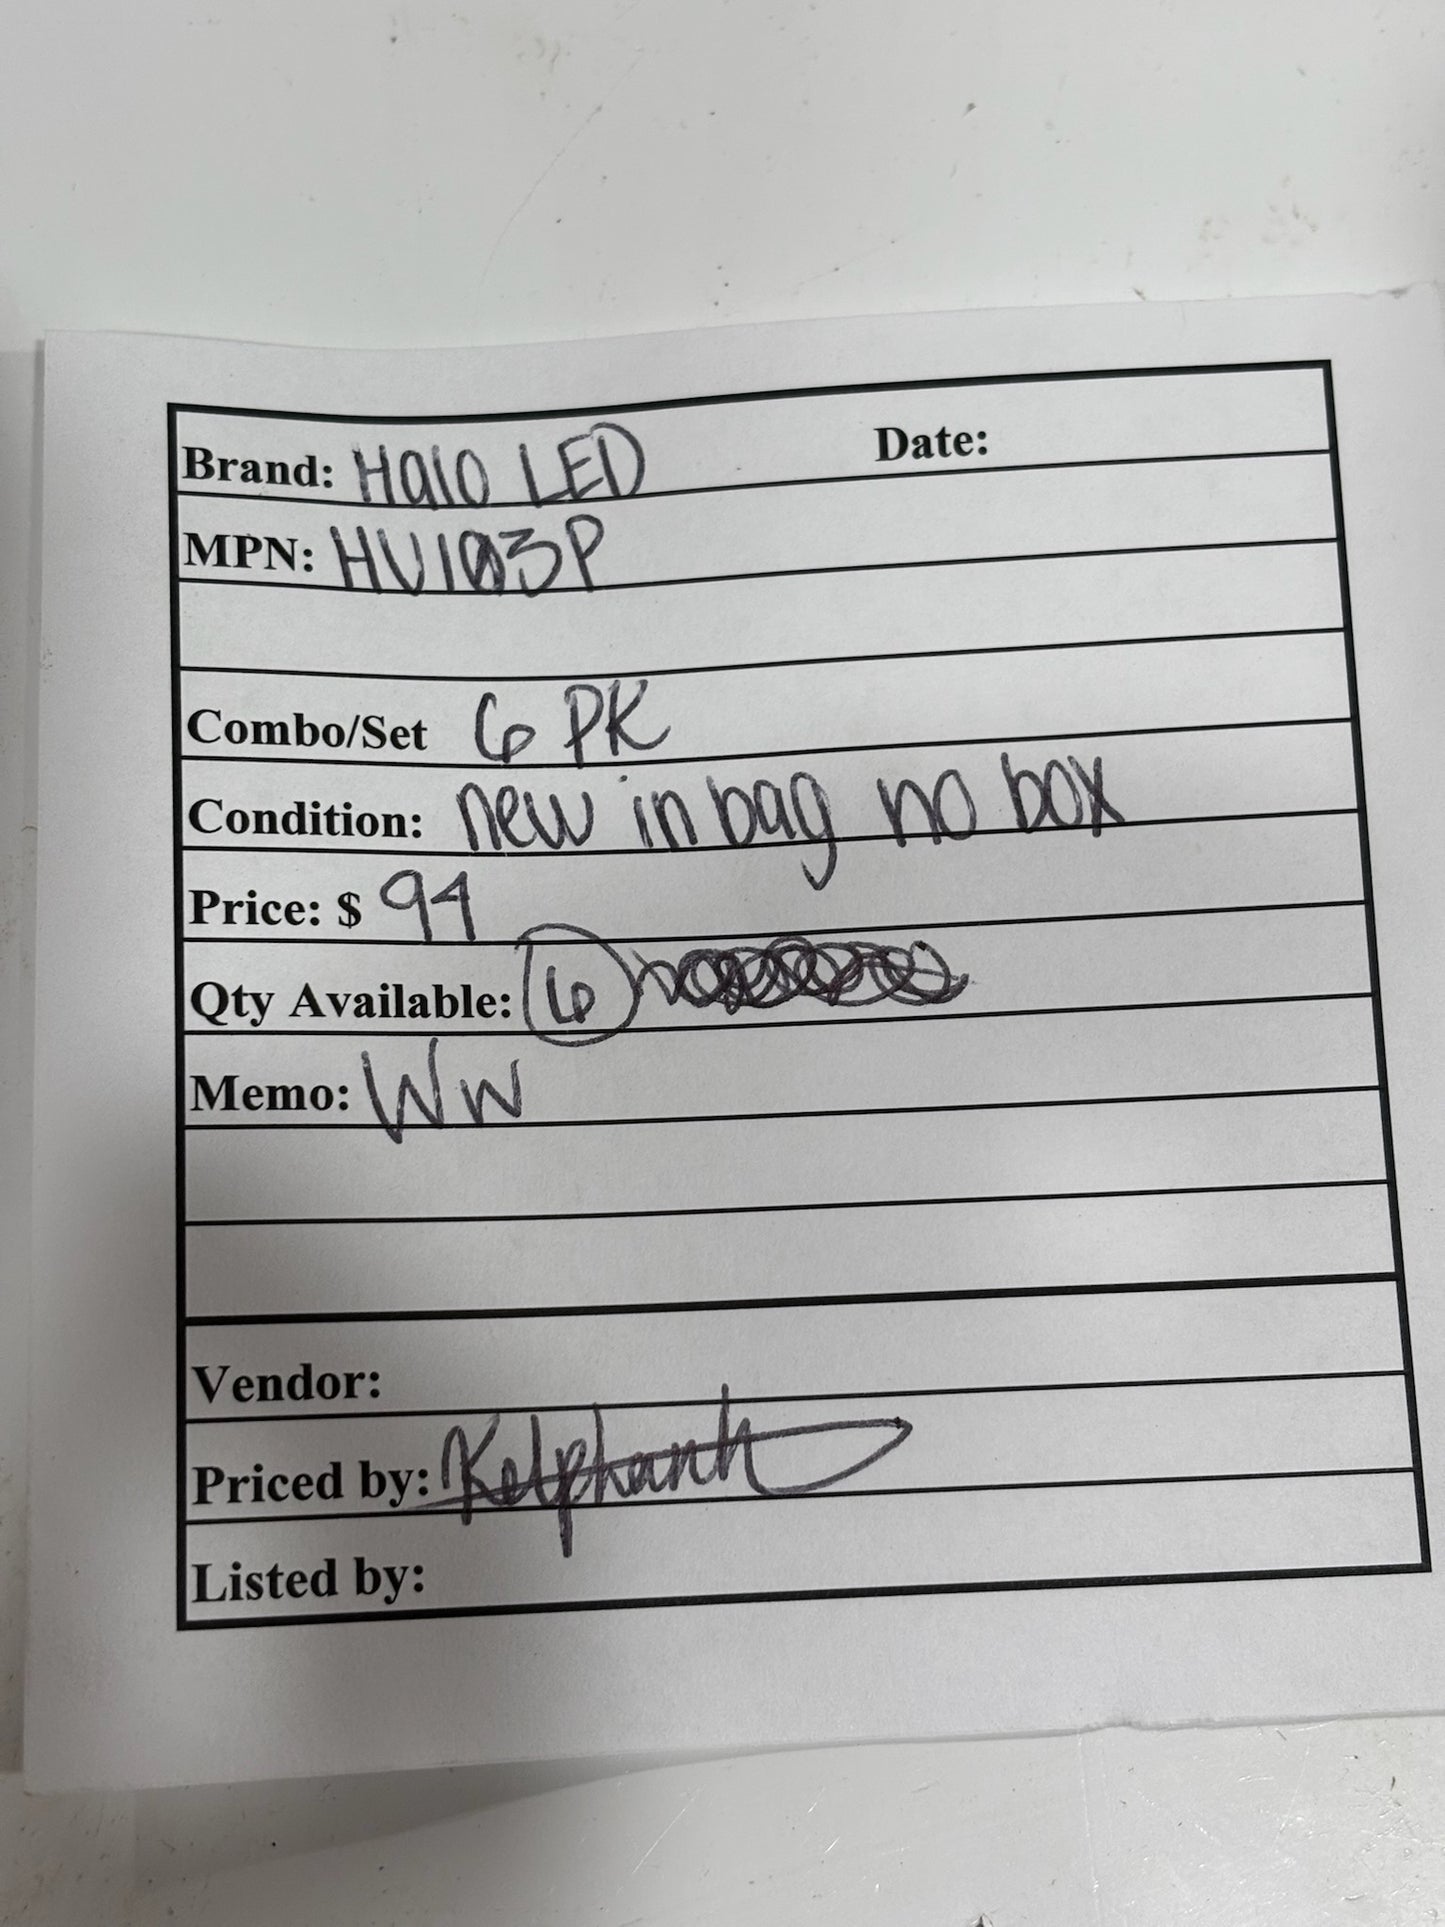 Brand: Halo LED Date:
MPN: HU103P
Combo/Set 6 PK
Condition: new in bag no box
Price: $ 94
Qty Available: 6
Memo: WW
Vendor:
Priced by:
Listed by: